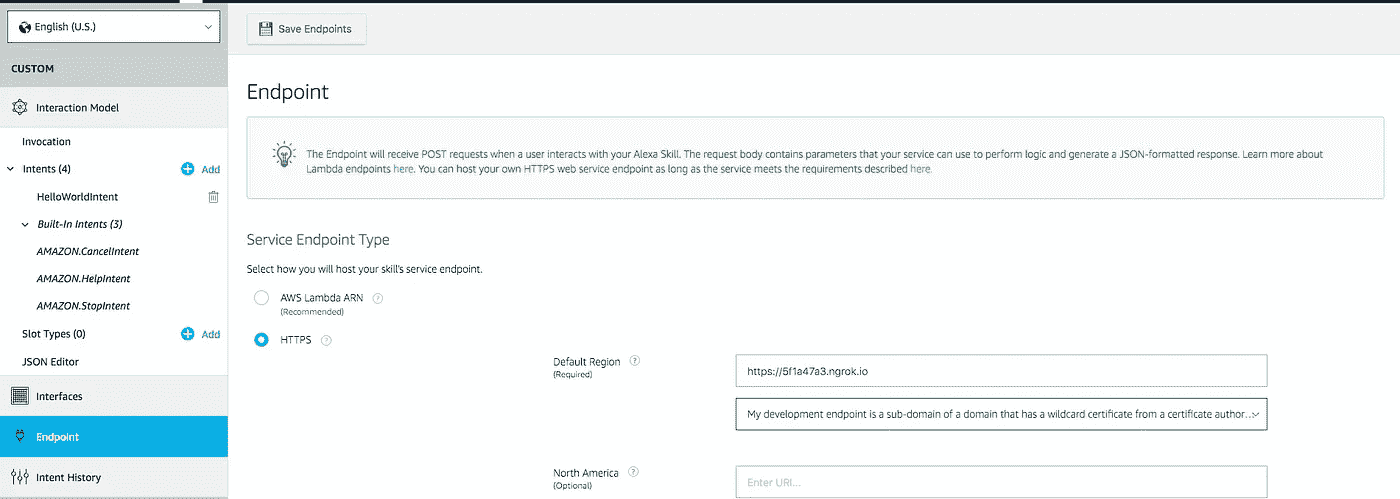 English (U.S.)
Save Endpoints
CUSTOM
Interaction Model
Invocation
Intents (4)
Add
HelloWorldIntent
Built-In Intents (3)
AMAZON.CancelIntent
AMAZON.HelpIntent
AMAZON.StopIntent
Slot Types (0)
Add
JSON Editor
Interfaces
Endpoint
Intent History
Endpoint
The Endpoint will receive POST requests when a user interacts with your Alexa Skill. The request body contains parameters that your service can use to perform logic and generate a JSON-formatted response. Learn more about
Lambda endpoints here. You can host your own HTTPS web service endpoint as long as the service meets the requirements described here.
Service Endpoint Type
Select how you will host your skill's service endpoint.
AWS Lambda ARN ?
(Recommended)
HTTPS ?
Default Region ?
(Required)
https://5f1a47a3.ngrok.io
My development endpoint is a sub-domain of a domain that has a wildcard certificate from a certificate author...
North America ?
(Optional)
Enter URI...